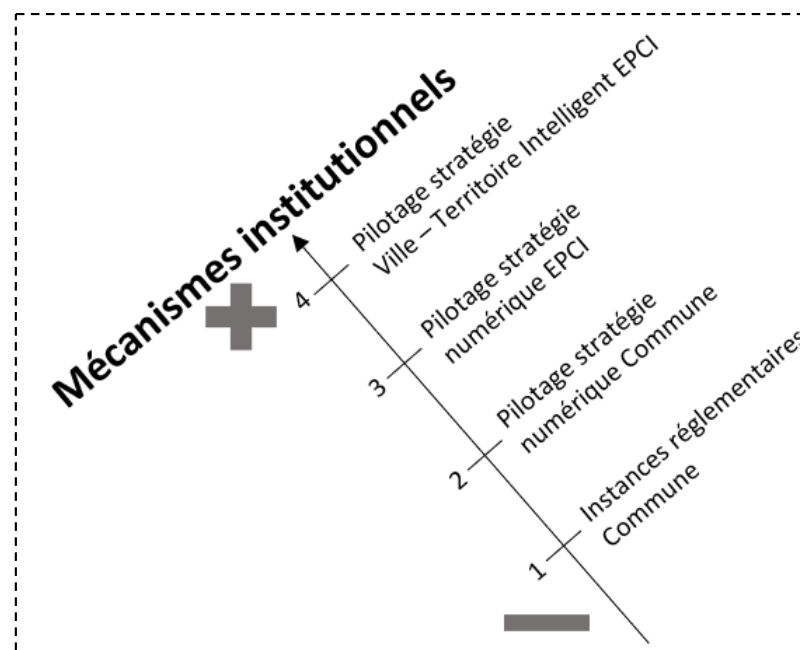 Mécanismes institutionnels
Pilotage stratégie
Ville – Territoire Intelligent EPCI
4
Pilotage stratégie
numérique EPCI
3
Pilotage stratégie
numérique Commune
2
Instances réglementaires
Commune
1